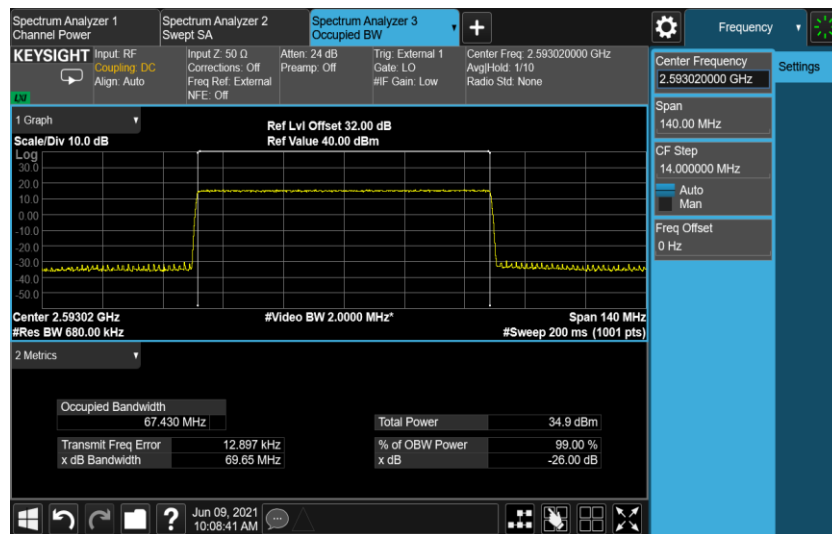 Spectrum Analyzer 1
Channel Power
Spectrum Analyzer 2
Swept SA
Spectrum Analyzer 3
Occupied BW
Frequency
KEYSIGHT
Input: RF
Coupling: DC
Align: Auto
Input Z: 50 Ω
Corrections: Off
Freq Ref: External
NFE: Off
Atten: 24 dB
Preamp: Off
Trig: External 1
Gate: LO
#IF Gain: Low
Center Freq: 2.593020000 GHz
Avg|Hold: 1/10
Radio Std: None
LXI
Center Frequency
2.593020000 GHz
Settings
Span
140.00 MHz
CF Step
14.000000 MHz
Auto
Man
Freq Offset
0 Hz
1 Graph
Scale/Div 10.0 dB
Ref Lvl Offset 32.00 dB
Ref Value 40.00 dBm
Log
30.0
20.0
10.0
0.00
-10.0
-20.0
-30.0
-40.0
-50.0
Center 2.59302 GHz
#Res BW 680.00 kHz
#Video BW 2.0000 MHz*
Span 140 MHz
#Sweep 200 ms (1001 pts)
2 Metrics
Occupied Bandwidth
67.430 MHz
Total Power 34.9 dBm
Transmit Freq Error 12.897 kHz
% of OBW Power 99.00 %
x dB Bandwidth 69.65 MHz
x dB -26.00 dB
?
Jun 09, 2021
10:08:41 AM